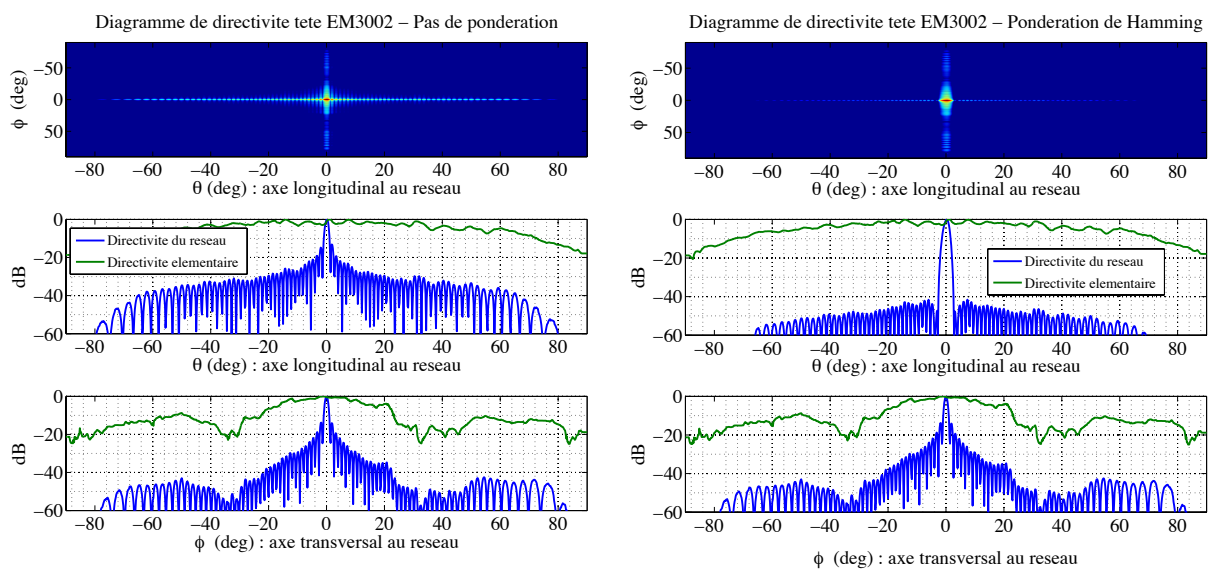 Diagramme de directivite tete EM3002 – Pas de ponderation
−50
0
50
φ (deg)
−80 −60 −40 −20 0 20 40 60 80
θ (deg) : axe longitudinal au reseau
0
−20
−40
−60
dB
Directivite du reseau
Directivite elementaire
−80 −60 −40 −20 0 20 40 60 80
θ (deg) : axe longitudinal au reseau
0
−20
−40
−60
dB
−80 −60 −40 −20 0 20 40 60 80
φ (deg) : axe transversal au reseau
Diagramme de directivite tete EM3002 – Ponderation de Hamming
−50
0
50
φ (deg)
−80 −60 −40 −20 0 20 40 60 80
θ (deg) : axe longitudinal au reseau
0
−20
−40
−60
dB
Directivite du reseau
Directivite elementaire
−80 −60 −40 −20 0 20 40 60 80
θ (deg) : axe longitudinal au reseau
0
−20
−40
−60
dB
−80 −60 −40 −20 0 20 40 60 80
φ (deg) : axe transversal au reseau